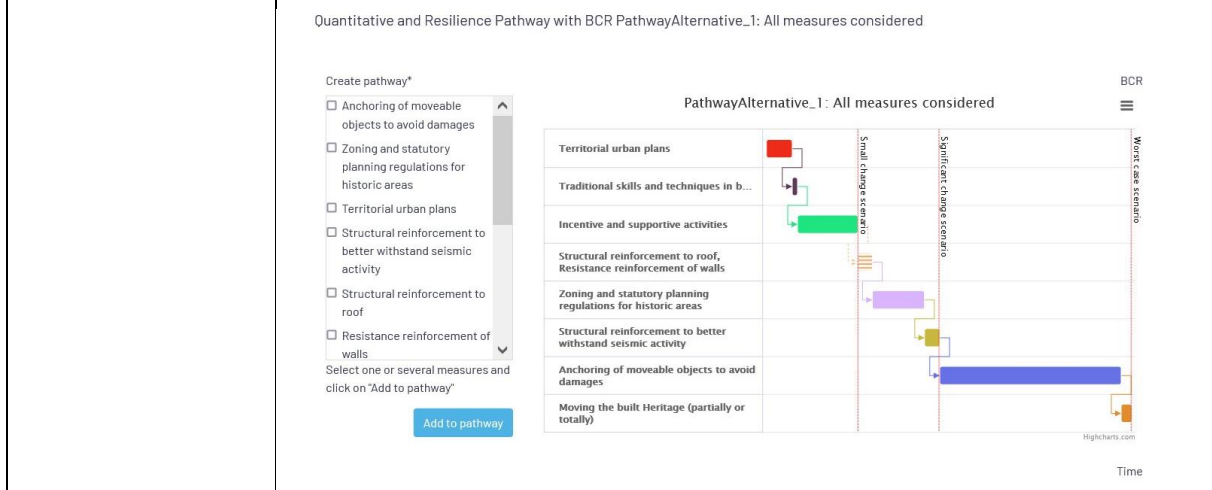 Quantitative and Resilience Pathway with BCR PathwayAlternative_1: All measures considered
Create pathway*
Anchoring of moveable
objects to avoid damages
Zoning and statutory
planning regulations for
historic areas
Territorial urban plans
Structural reinforcement to
better withstand seismic
activity
Structural reinforcement to
roof
Resistance reinforcement of
walls
Select one or several measures and
click on "Add to pathway"
Add to pathway
BCR
PathwayAlternative_1: All measures considered
Territorial urban plans
Traditional skills and techniques in b...
Incentive and supportive activities
Structural reinforcement to roof,
Resistance reinforcement of walls
Zoning and statutory planning
regulations for historic areas
Structural reinforcement to better
withstand seismic activity
Anchoring of moveable objects to avoid
damages
Moving the built Heritage (partially or
totally)
Small change scenario
Significant change scenario
Worst case scenario
Highcharts.com
Time